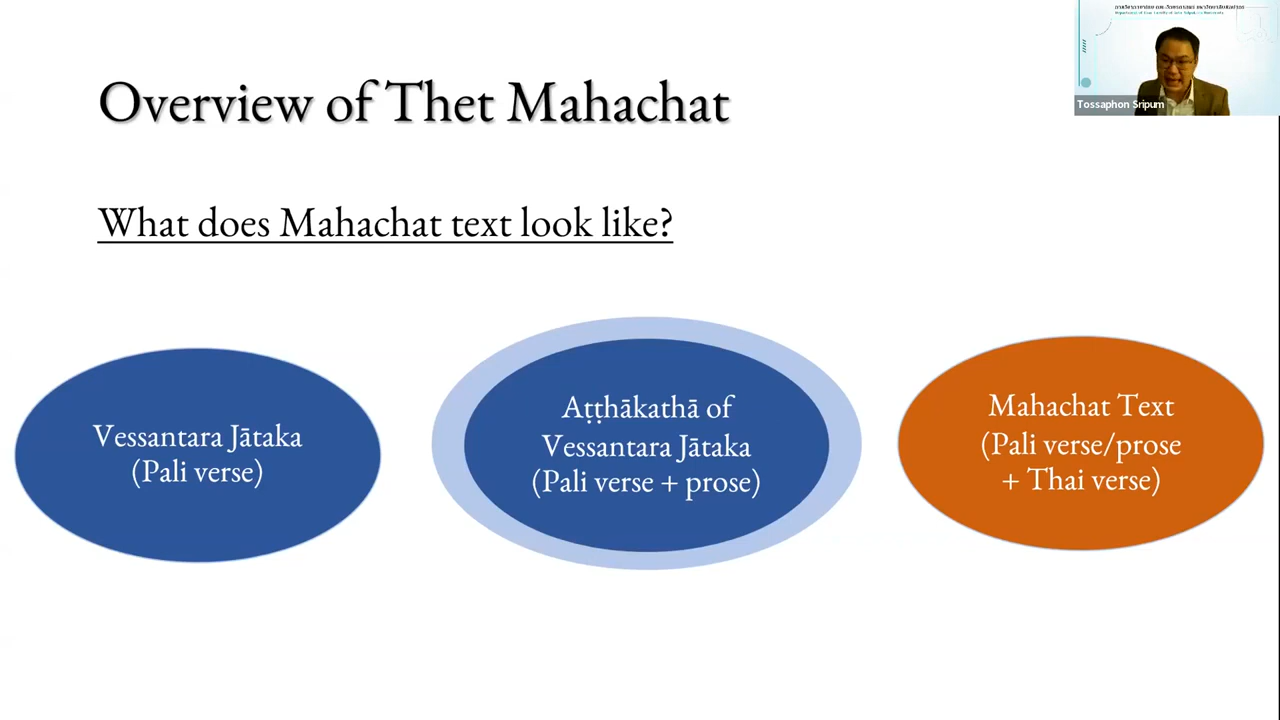 Overview of Thet Mahachat
Tossaphon Sripum
What does Mahachat text look like?
Vessantara Jātaka
(Pali verse)
Aṭṭhākathā of
Vessantara Jātaka
(Pali verse + prose)
Mahachat Text
(Pali verse/prose
+ Thai verse)